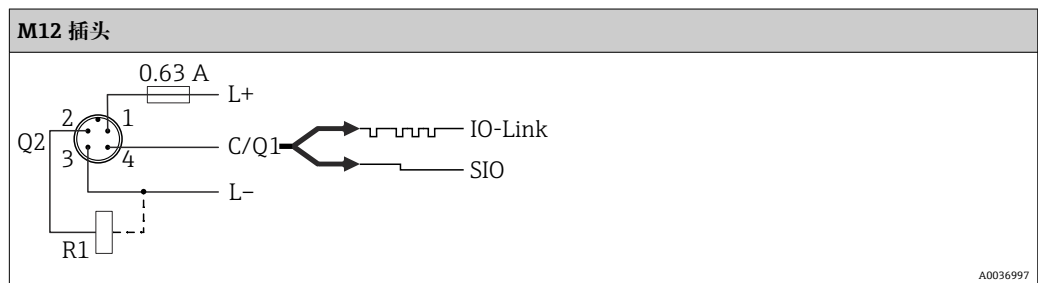 M12 插头
0.63 A
L+
2 1
Q2
3 4
C/Q1
IO-Link
SIO
L−
R1
A0036997